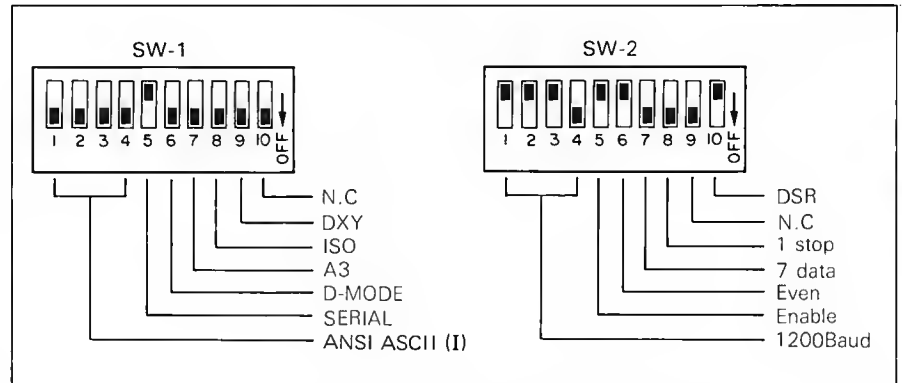 SW-1
1 2 3 4 5 6 7 8 9 10 OFF
N.C
DXY
ISO
A3
D-MODE
SERIAL
ANSI ASCII (I)
SW-2
1 2 3 4 5 6 7 8 9 10 OFF
DSR
N.C
1 stop
7 data
Even
Enable
1200Baud